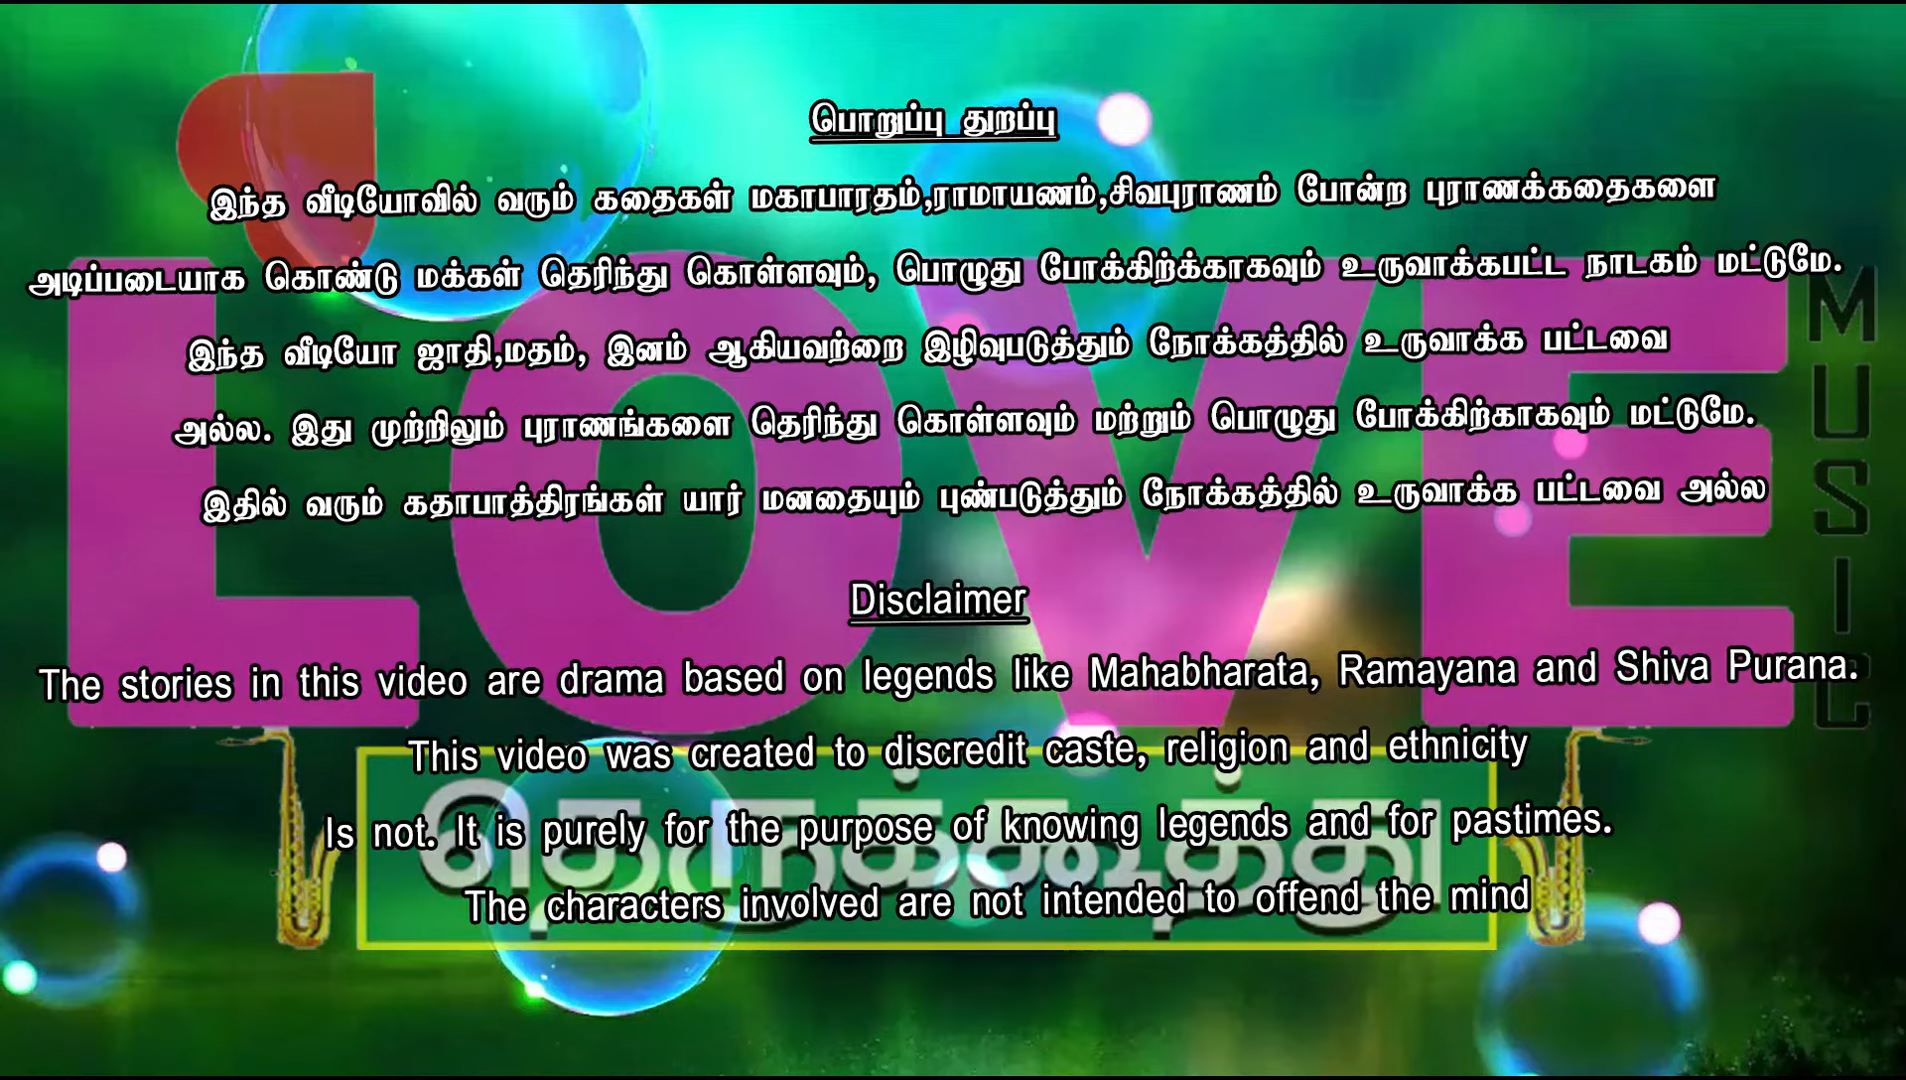 பொறுப்பு துறப்பு
இந்த வீடியோவில் வரும் கதைகள் மகாபாரதம்,ராமாயணம்,சிவபுராணம் போன்ற புராணக்கதைகளை
அடிப்படையாக கொண்டு மக்கள் தெரிந்து கொள்ளவும், பொழுது போக்கிற்க்காகவும் உருவாக்கபட்ட நாடகம் மட்டுமே.
இந்த வீடியோ ஜாதி,மதம், இனம் ஆகியவற்றை இழிவுபடுத்தும் நோக்கத்தில் உருவாக்க பட்டவை
அல்ல. இது முற்றிலும் புராணங்களை தெரிந்து கொள்ளவும் மற்றும் பொழுது போக்கிற்காகவும் மட்டுமே.
இதில் வரும் கதாபாத்திரங்கள் யார் மனதையும் புண்படுத்தும் நோக்கத்தில் உருவாக்க பட்டவை அல்ல
Disclaimer
The stories in this video are drama based on legends like Mahabharata, Ramayana and Shiva Purana.
This video was created to discredit caste, religion and ethnicity
Is not. It is purely for the purpose of knowing legends and for pastimes.
The characters involved are not intended to offend the mind
LOVE
MUSIC
தெருக்கூத்து